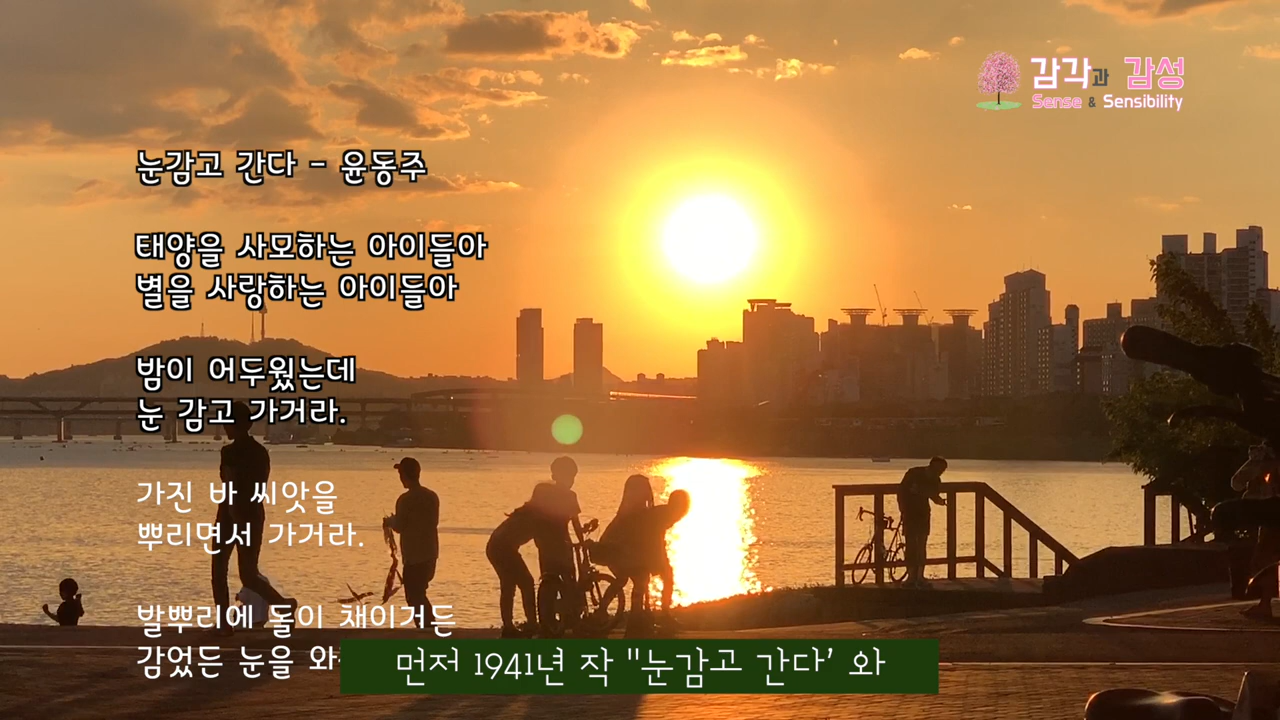 감각과 감성
Sense & Sensibility
눈감고 간다 - 윤동주
태양을 사모하는 아이들아
별을 사랑하는 아이들아
밤이 어두웠는데
눈 감고 가거라.
가진 바 씨앗을
뿌리면서 가거라.
발뿌리에 돌이 채이거든
감었든 눈을 와
먼저 1941년 작 "눈감고 간다’ 와